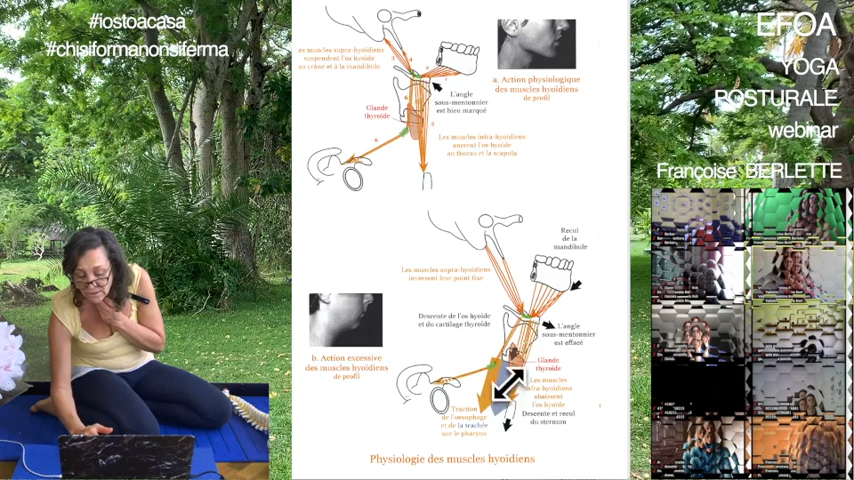 #iostoacasa
#chisiformanonsiferma
Les muscles supra-hyoïdiens
suspendent l'os hyoïde
au crâne et à la mandibule
a. Action physiologique
des muscles hyoïdiens
de profil
L'angle
sous-mentonnier
est bien marqué
Glande
thyroïde
Les muscles infra-hyoïdiens
ancrent l'os hyoïde
au thorax et la scapula
Recul
de la
mandibule
Les muscles supra-hyoïdiens
inversent leur point fixe
Descente de l'os hyoïde
et du cartilage thyroïde
L'angle
sous-mentonnier
est effacé
b. Action excessive
des muscles hyoïdiens
de profil
Glande
thyroïde
Les muscles
infra-hyoïdiens
abaissent
l'os hyoïde
Traction
de l'oesophage
et de la trachée
sur le pharynx
Descente et recul
du sternum
Physiologie des muscles hyoïdiens
EFOA
YOGA
POSTURALE
webinar
Françoise BERLETTE